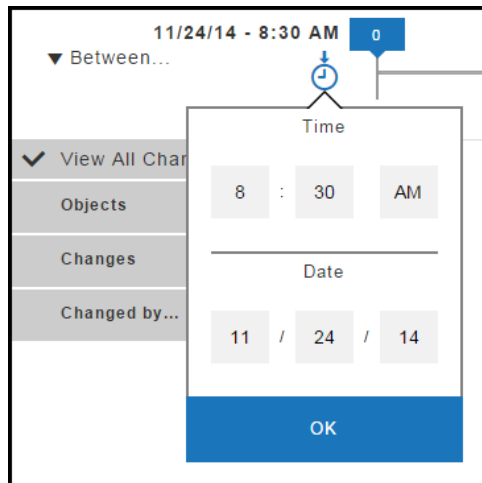 11/24/14 - 8:30 AM
0
▼ Between...
Time
✔ View All Char
8 : 30 AM
Objects
Changes
Date
Changed by...
11 / 24 / 14
OK